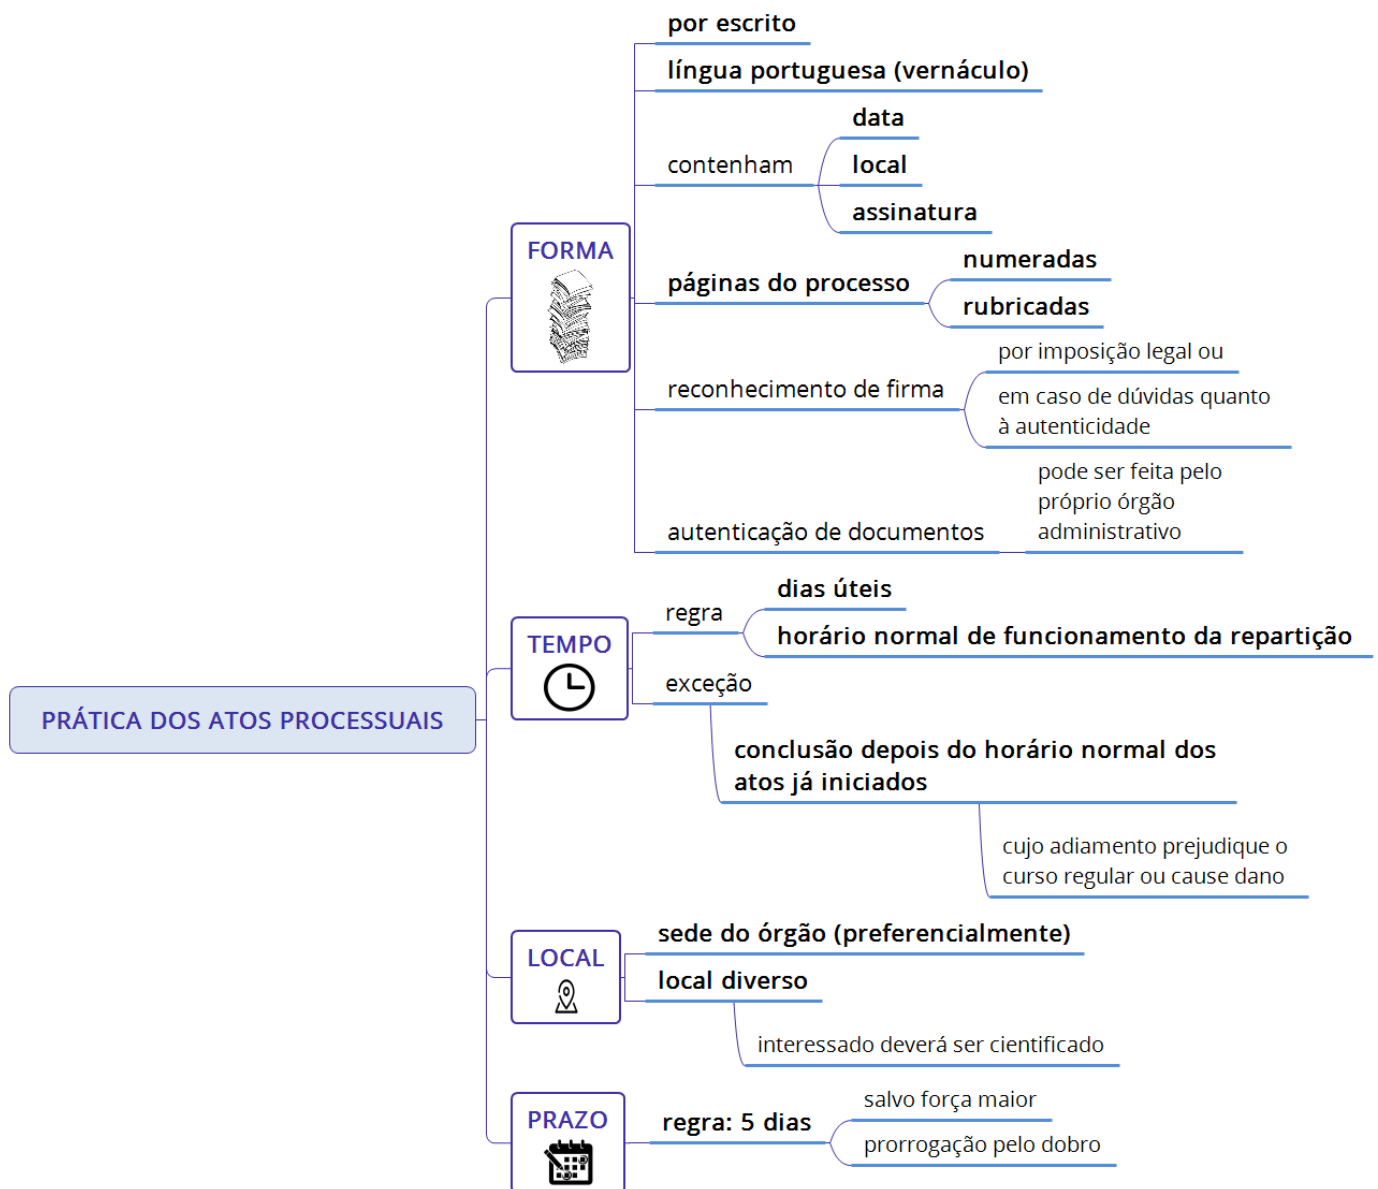 PRÁTICA DOS ATOS PROCESSUAIS
FORMA
por escrito
língua portuguesa (vernáculo)
contenham
data
local
assinatura
páginas do processo
numeradas
rubricadas
reconhecimento de firma
por imposição legal ou
em caso de dúvidas quanto
à autenticidade
autenticação de documentos
pode ser feita pelo
próprio órgão
administrativo
TEMPO
regra
dias úteis
horário normal de funcionamento da repartição
exceção
conclusão depois do horário normal dos
atos já iniciados
cujo adiamento prejudique o
curso regular ou cause dano
LOCAL
sede do órgão (preferencialmente)
local diverso
interessado deverá ser cientificado
PRAZO
regra: 5 dias
salvo força maior
prorrogação pelo dobro